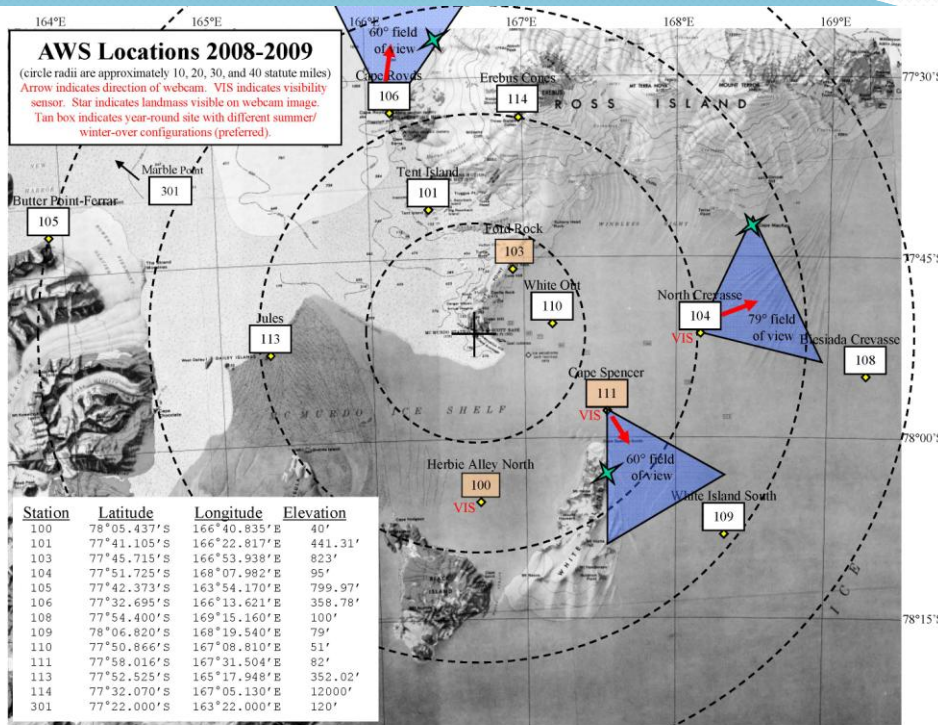 164°E 165°E 166°E 167°E 168°E 169°E
AWS Locations 2008-2009
(circle radii are approximately 10, 20, 30, and 40 statute miles)
Arrow indicates direction of webcam. VIS indicates visibility
sensor. Star indicates landmass visible on webcam image.
Tan box indicates year-round site with different summer/
winter-over configurations (preferred).
60° field
of view
Cape Royds
106
Erebus Cones
114
77°30'S
ROSS ISLAND
Marble Point
301
Tent Island
101
Butter Point-Ferrar
105
Ford Rock
103
77°45'S
White Out
110
North Crevasse
104
VIS
79° field
of view
Jules
113
Biesiada Crevasse
108
Cape Spencer
111
VIS
MCMURDO ICE SHELF
78°00'S
60° field
of view
Herbie Alley North
100
VIS
White Island South
109
WHITE
ICE
78°15'S
Station Latitude Longitude Elevation
100 78°05.437'S 166°40.835'E 40'
101 77°41.105'S 166°22.817'E 441.31'
103 77°45.715'S 166°53.938'E 823'
104 77°51.725'S 168°07.982'E 95'
105 77°42.373'S 163°54.170'E 799.97'
106 77°32.695'S 166°13.621'E 358.78'
108 77°54.400'S 169°15.160'E 100'
109 78°06.820'S 168°19.540'E 79'
110 77°50.866'S 167°08.810'E 51'
111 77°58.016'S 167°31.504'E 82'
113 77°52.525'S 165°17.948'E 352.02'
114 77°32.070'S 167°05.130'E 12000'
301 77°22.000'S 163°22.000'E 120'